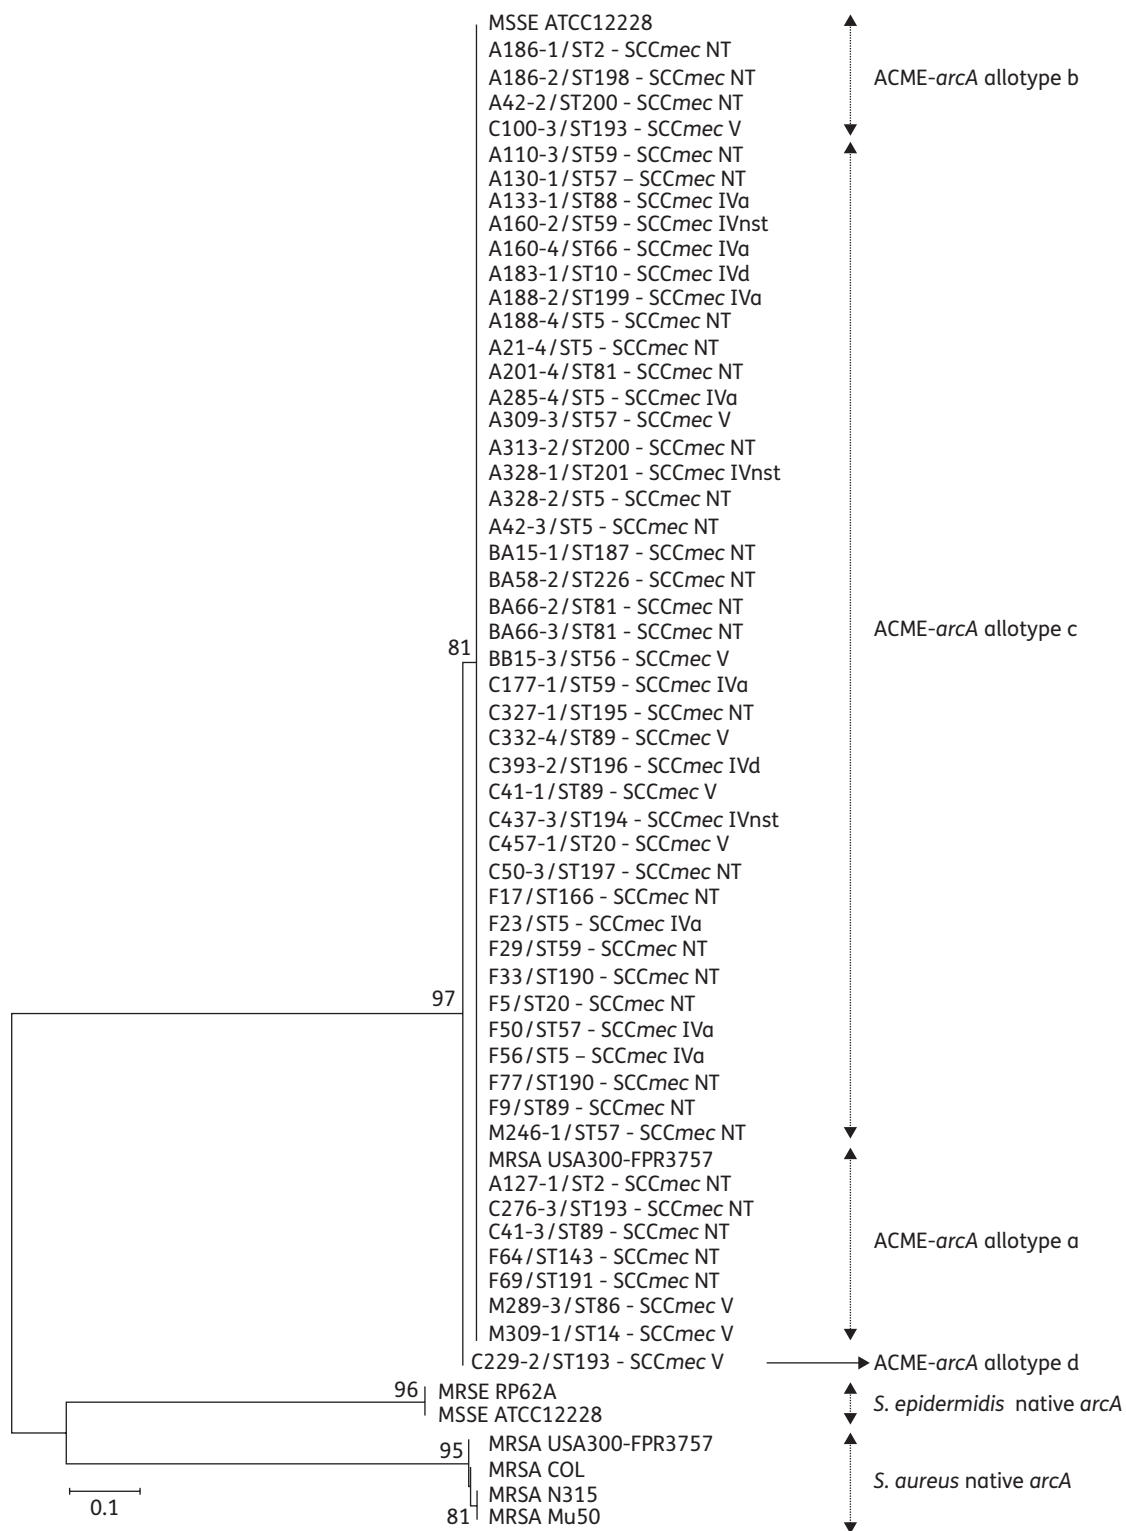 MSSE ATCC12228
A186-1/ST2 - SCCmec NT
A186-2/ST198 - SCCmec NT
ACME-arcA allotype b
A42-2/ST200 - SCCmec NT
C100-3/ST193 - SCCmec V
A110-3/ST59 - SCCmec NT
A130-1/ST57 – SCCmec NT
A133-1/ST88 - SCCmec IVa
A160-2/ST59 - SCCmec IVnst
A160-4/ST66 - SCCmec IVa
A183-1/ST10 - SCCmec IVd
A188-2/ST199 - SCCmec IVa
A188-4/ST5 - SCCmec NT
A21-4/ST5 - SCCmec NT
A201-4/ST81 - SCCmec NT
A285-4/ST5 - SCCmec IVa
A309-3/ST57 - SCCmec V
A313-2/ST200 - SCCmec NT
A328-1/ST201 - SCCmec IVnst
A328-2/ST5 - SCCmec NT
A42-3/ST5 - SCCmec NT
BA15-1/ST187 - SCCmec NT
BA58-2/ST226 - SCCmec NT
BA66-2/ST81 - SCCmec NT
BA66-3/ST81 - SCCmec NT
ACME-arcA allotype c
81
BB15-3/ST56 - SCCmec V
C177-1/ST59 - SCCmec IVa
C327-1/ST195 - SCCmec NT
C332-4/ST89 - SCCmec V
C393-2/ST196 - SCCmec IVd
C41-1/ST89 - SCCmec V
C437-3/ST194 - SCCmec IVnst
C457-1/ST20 - SCCmec V
C50-3/ST197 - SCCmec NT
F17/ST166 - SCCmec NT
F23/ST5 - SCCmec IVa
F29/ST59 - SCCmec NT
F33/ST190 - SCCmec NT
97
F5/ST20 - SCCmec NT
F50/ST57 - SCCmec IVa
F56/ST5 – SCCmec IVa
F77/ST190 - SCCmec NT
F9/ST89 - SCCmec NT
M246-1/ST57 - SCCmec NT
MRSA USA300-FPR3757
A127-1/ST2 - SCCmec NT
C276-3/ST193 - SCCmec NT
C41-3/ST89 - SCCmec NT
ACME-arcA allotype a
F64/ST143 - SCCmec NT
F69/ST191 - SCCmec NT
M289-3/ST86 - SCCmec V
M309-1/ST14 - SCCmec V
C229-2/ST193 - SCCmec V
ACME-arcA allotype d
96
MRSE RP62A
S. epidermidis native arcA
MSSE ATCC12228
MRSA USA300-FPR3757
95
MRSA COL
S. aureus native arcA
MRSA N315
0.1
81
MRSA Mu50